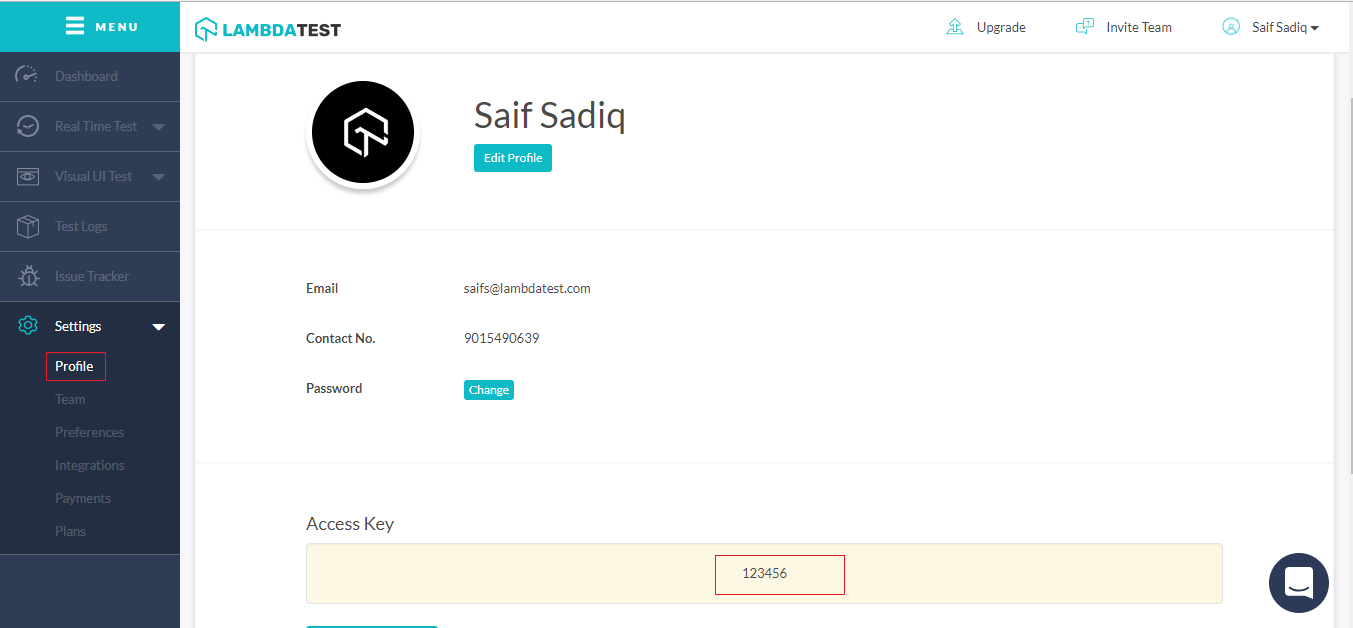 MENU
LAMBDATEST
Upgrade
Invite Team
Saif Sadiq
Dashboard
Real Time Test
Visual UI Test
Test Logs
Issue Tracker
Settings
Profile
Team
Preferences
Integrations
Payments
Plans
Saif Sadiq
Edit Profile
Email saifs@lambdatest.com
Contact No. 9015490639
Password Change
Access Key
123456